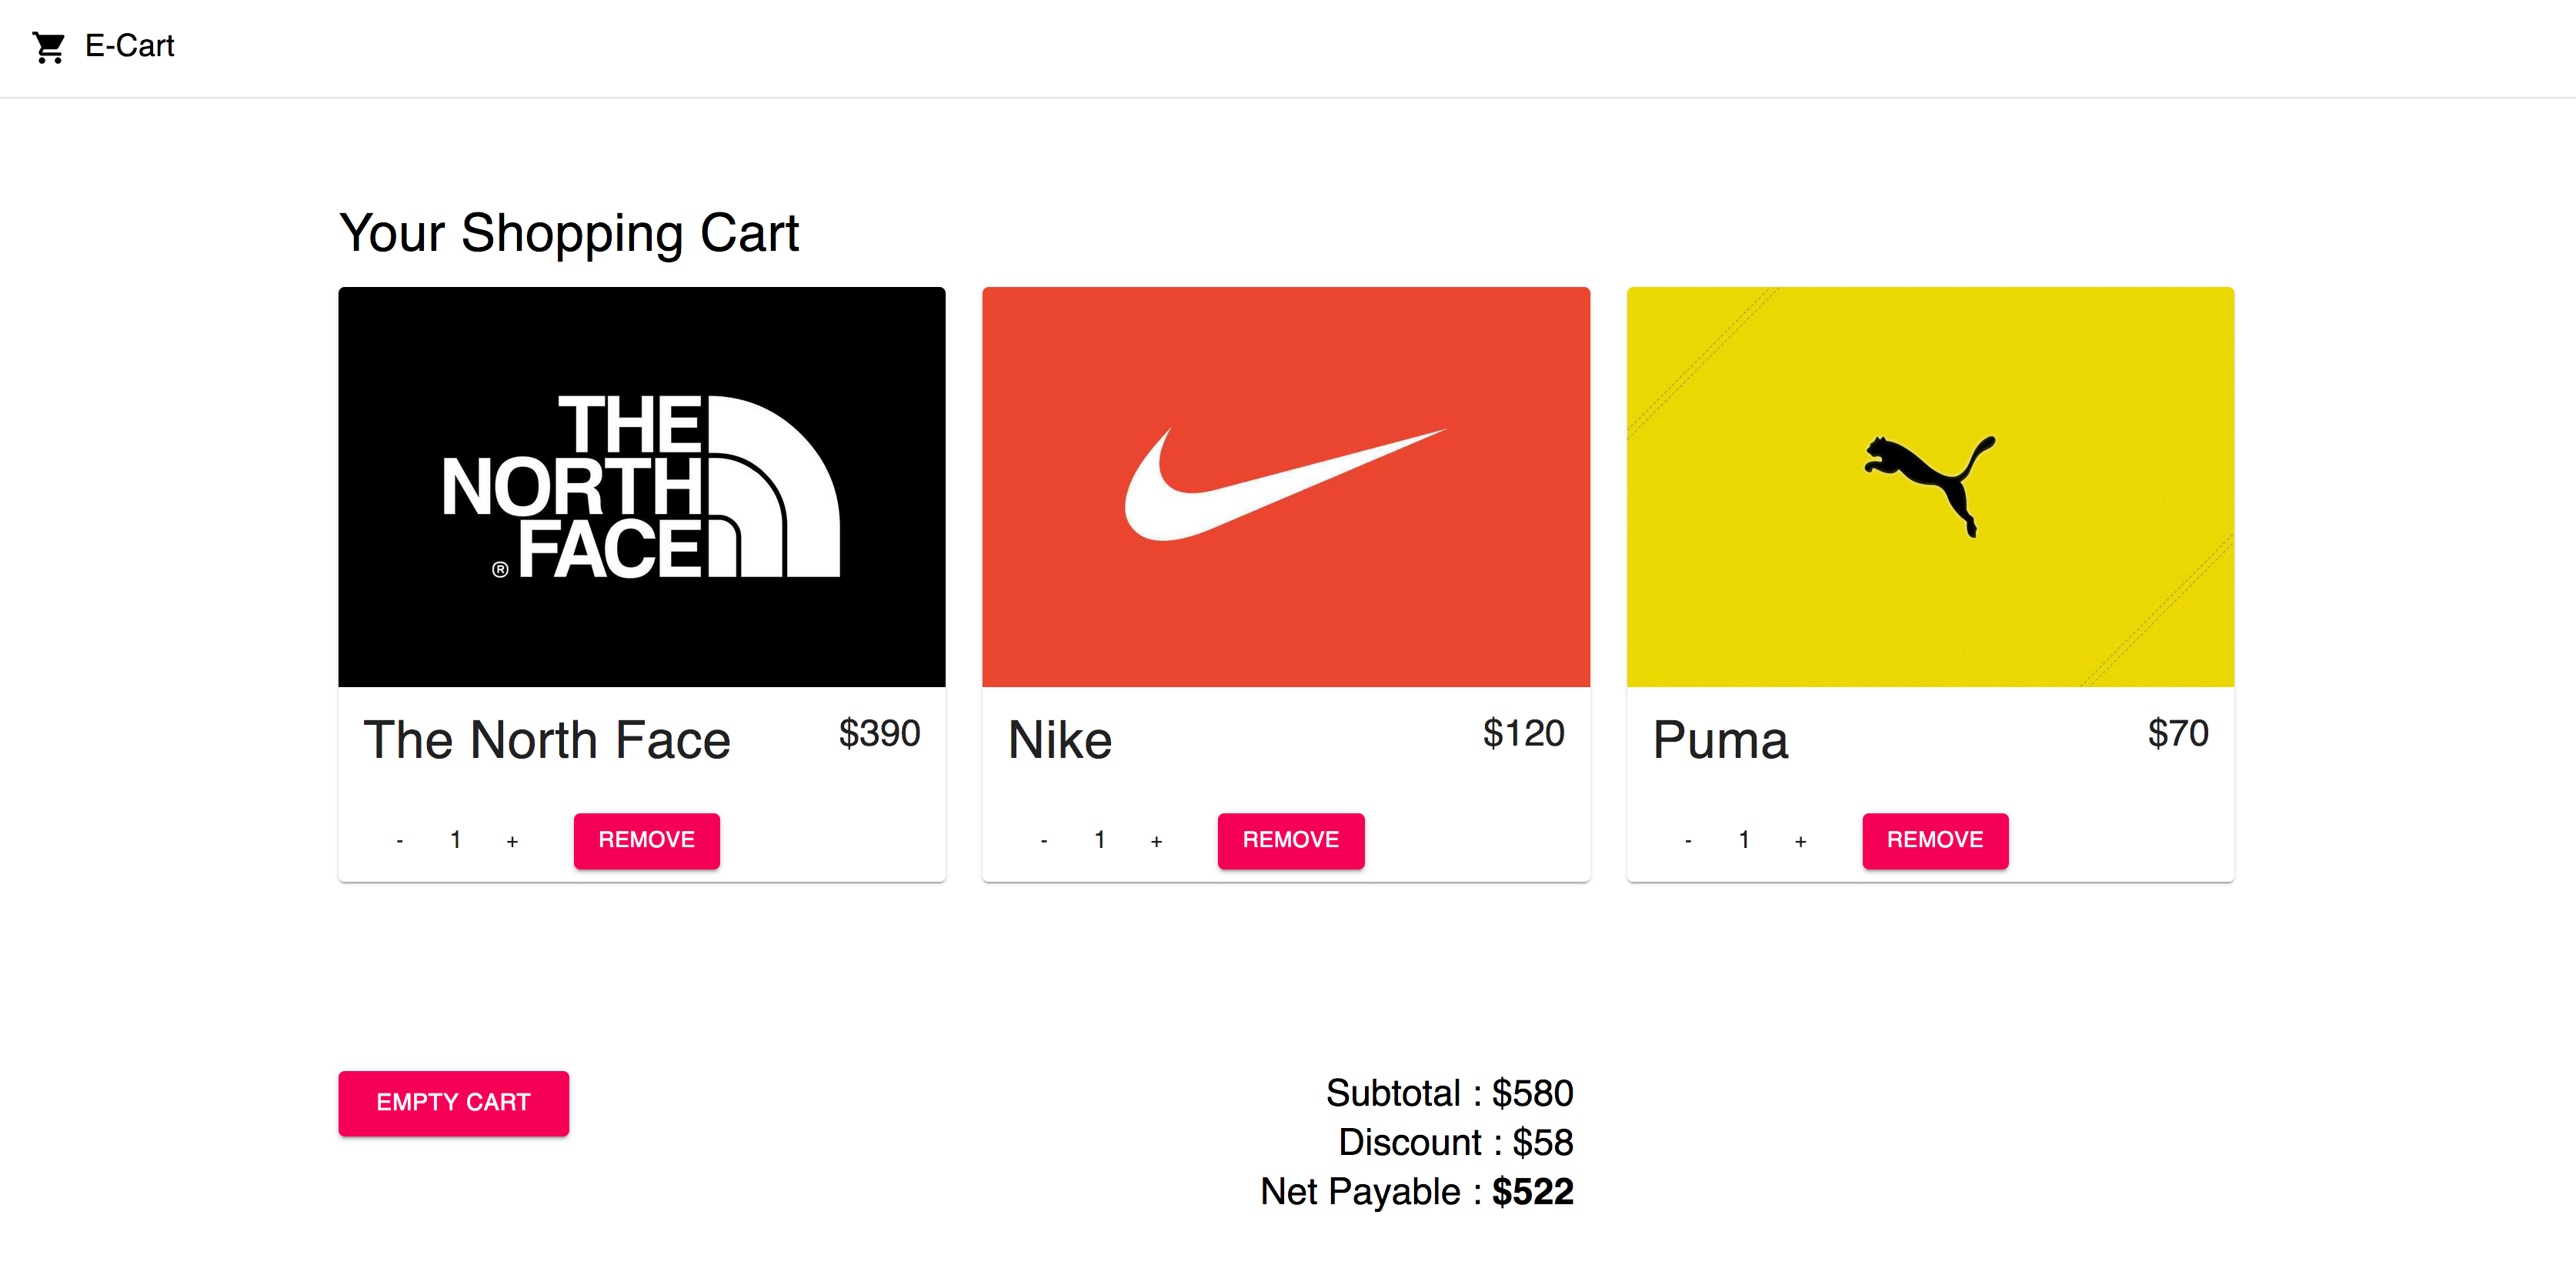 E-Cart
Your Shopping Cart
THE
NORTH
FACE
®
The North Face $390
- 1 + REMOVE
Nike $120
- 1 + REMOVE
Puma $70
- 1 + REMOVE
EMPTY CART
Subtotal : $580
Discount : $58
Net Payable : $522